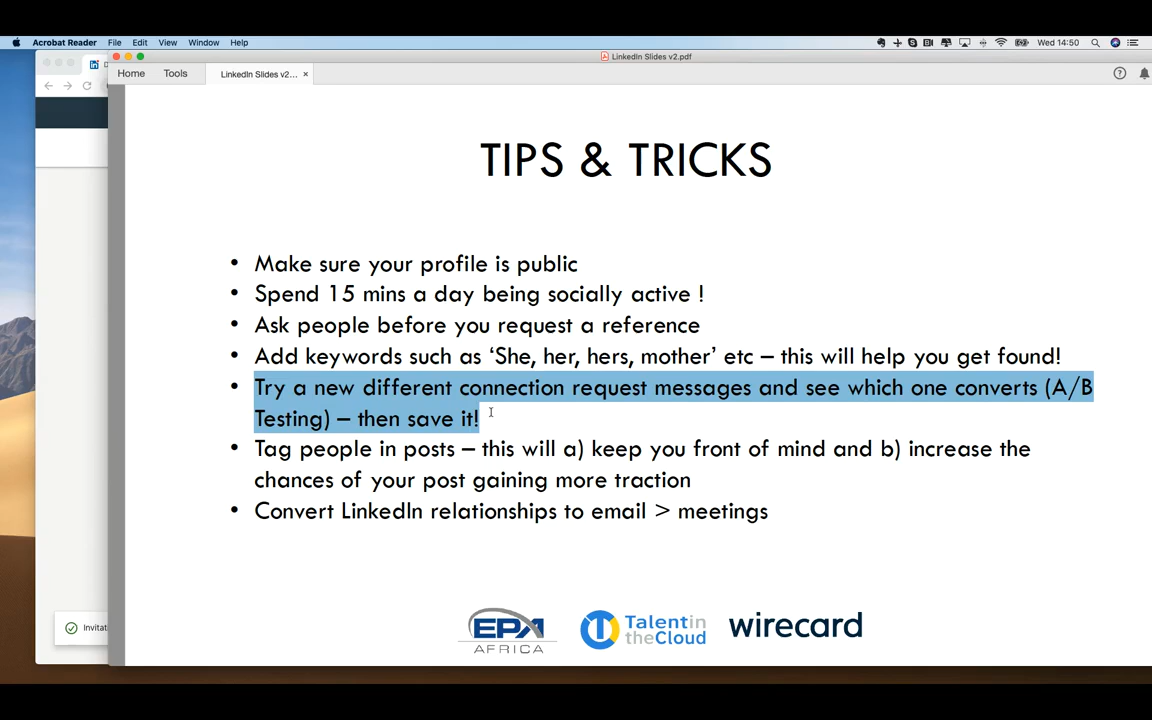 Acrobat Reader File Edit View Window Help Wed 14:50
LinkedIn Slides v2.pdf
Home Tools LinkedIn Slides v2... ×
TIPS & TRICKS
• Make sure your profile is public
• Spend 15 mins a day being socially active !
• Ask people before you request a reference
• Add keywords such as ‘She, her, hers, mother’ etc – this will help you get found!
• Try a new different connection request messages and see which one converts (A/B
Testing) – then save it!
• Tag people in posts – this will a) keep you front of mind and b) increase the
chances of your post gaining more traction
• Convert LinkedIn relationships to email > meetings
Invitati
EPA
AFRICA
Talentin
theCloud
wirecard